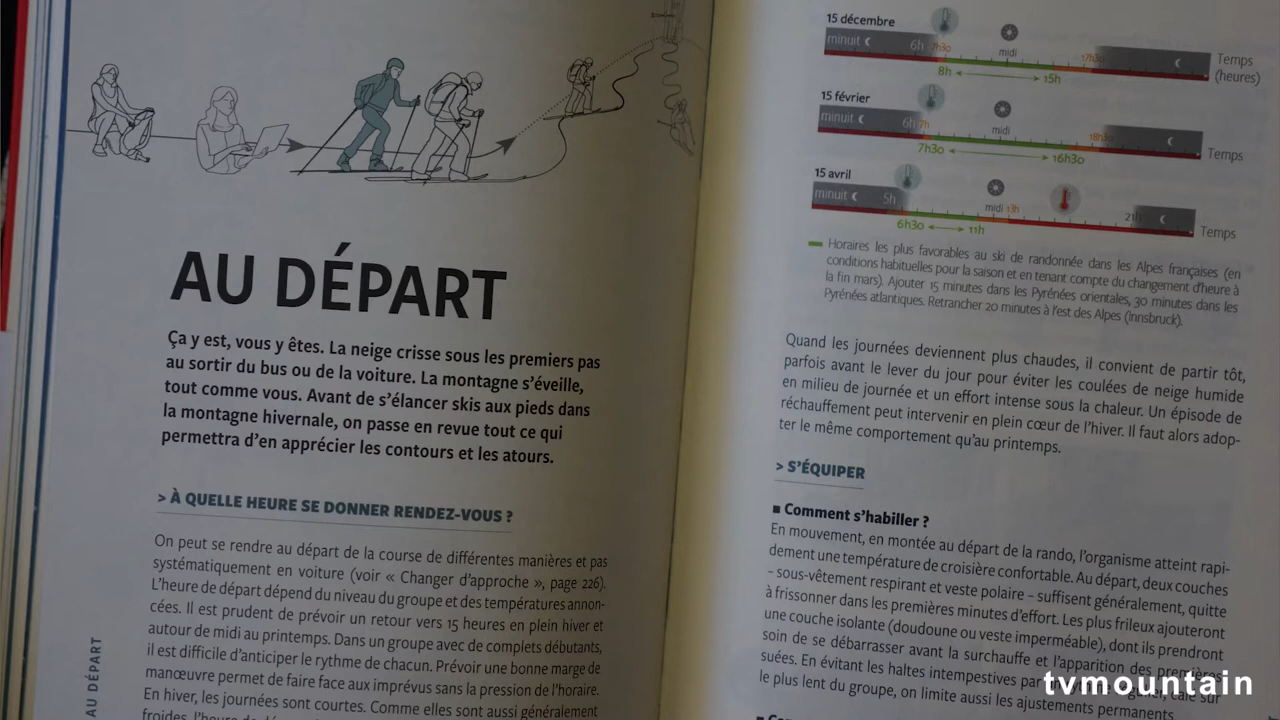 AU DÉPART
Ça y est, vous y êtes. La neige crisse sous les premiers pas
au sortir du bus ou de la voiture. La montagne s'éveille,
tout comme vous. Avant de s'élancer skis aux pieds dans
la montagne hivernale, on passe en revue tout ce qui
permettra d'en apprécier les contours et les atours.
> À QUELLE HEURE SE DONNER RENDEZ-VOUS ?
On peut se rendre au départ de la course de différentes manières et pas
systématiquement en voiture (voir « Changer d'approche », page 226).
L'heure de départ dépend du niveau du groupe et des températures annon-
cées. Il est prudent de prévoir un retour vers 15 heures en plein hiver et
autour de midi au printemps. Dans un groupe avec de complets débutants,
il est difficile d'anticiper le rythme de chacun. Prévoir une bonne marge de
manœuvre permet de faire face aux imprévus sans la pression de l'horaire.
En hiver, les journées sont courtes. Comme elles sont aussi généralement
froides, l'heure de
AU DÉPART
15 décembre
minuit 6h 7h30 midi 17h30
Temps
(heures)
8h 15h
15 février
minuit 6h 7h midi 18h30
Temps
7h30 16h30
15 avril
minuit 5h midi 13h 21h
Temps
6h30 11h
Horaires les plus favorables au ski de randonnée dans les Alpes françaises (en
conditions habituelles pour la saison et en tenant compte du changement d'heure à
la fin mars). Ajouter 15 minutes dans les Pyrénées orientales, 30 minutes dans les
Pyrénées atlantiques. Retrancher 20 minutes à l'est des Alpes (Innsbruck).
Quand les journées deviennent plus chaudes, il convient de partir tôt,
parfois avant le lever du jour pour éviter les coulées de neige humide
en milieu de journée et un effort intense sous la chaleur. Un épisode de
réchauffement peut intervenir en plein cœur de l'hiver. Il faut alors adop-
ter le même comportement qu'au printemps.
> S'ÉQUIPER
■ Comment s'habiller ?
En mouvement, en montée au départ de la rando, l'organisme atteint rapi-
dement une température de croisière confortable. Au départ, deux couches
– sous-vêtement respirant et veste polaire – suffisent généralement, quitte
à frissonner dans les premières minutes d'effort. Les plus frileux ajouteront
une couche isolante (doudoune ou veste imperméable), dont ils prendront
soin de se débarrasser avant la surchauffe et l'apparition des premières
suées. En évitant les haltes intempestives par calé sur
le plus lent du groupe, on limite aussi les ajustements permanents.
tvmountain